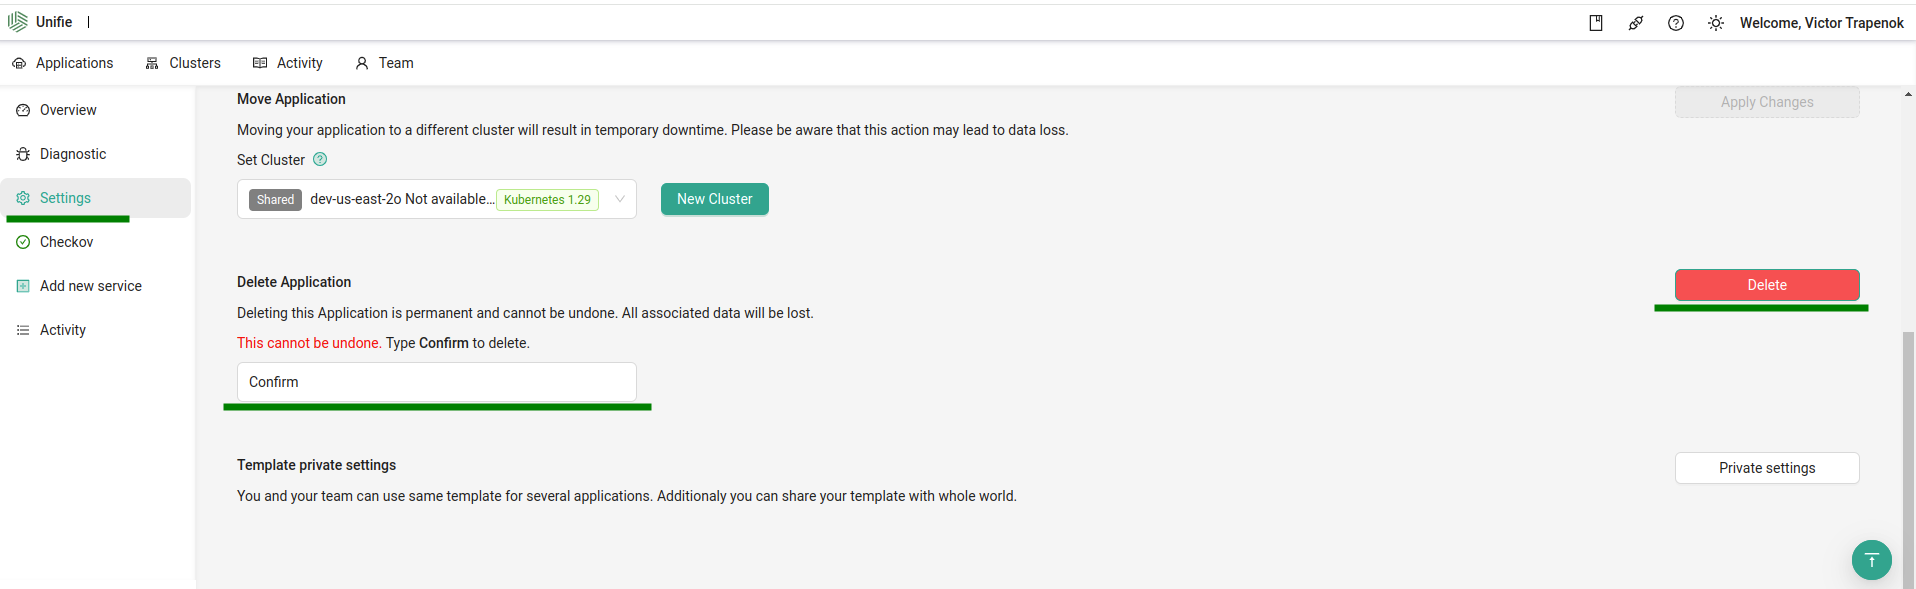 Unifie
Welcome, Victor Trapenok
Applications
Clusters
Activity
Team
Overview
Diagnostic
Settings
Checkov
Add new service
Activity
Move Application
Apply Changes
Moving your application to a different cluster will result in temporary downtime. Please be aware that this action may lead to data loss.
Set Cluster
Shared dev-us-east-2o Not available... Kubernetes 1.29
New Cluster
Delete Application
Delete
Deleting this Application is permanent and cannot be undone. All associated data will be lost.
This cannot be undone. Type Confirm to delete.
Confirm
Template private settings
Private settings
You and your team can use same template for several applications. Additionaly you can share your template with whole world.